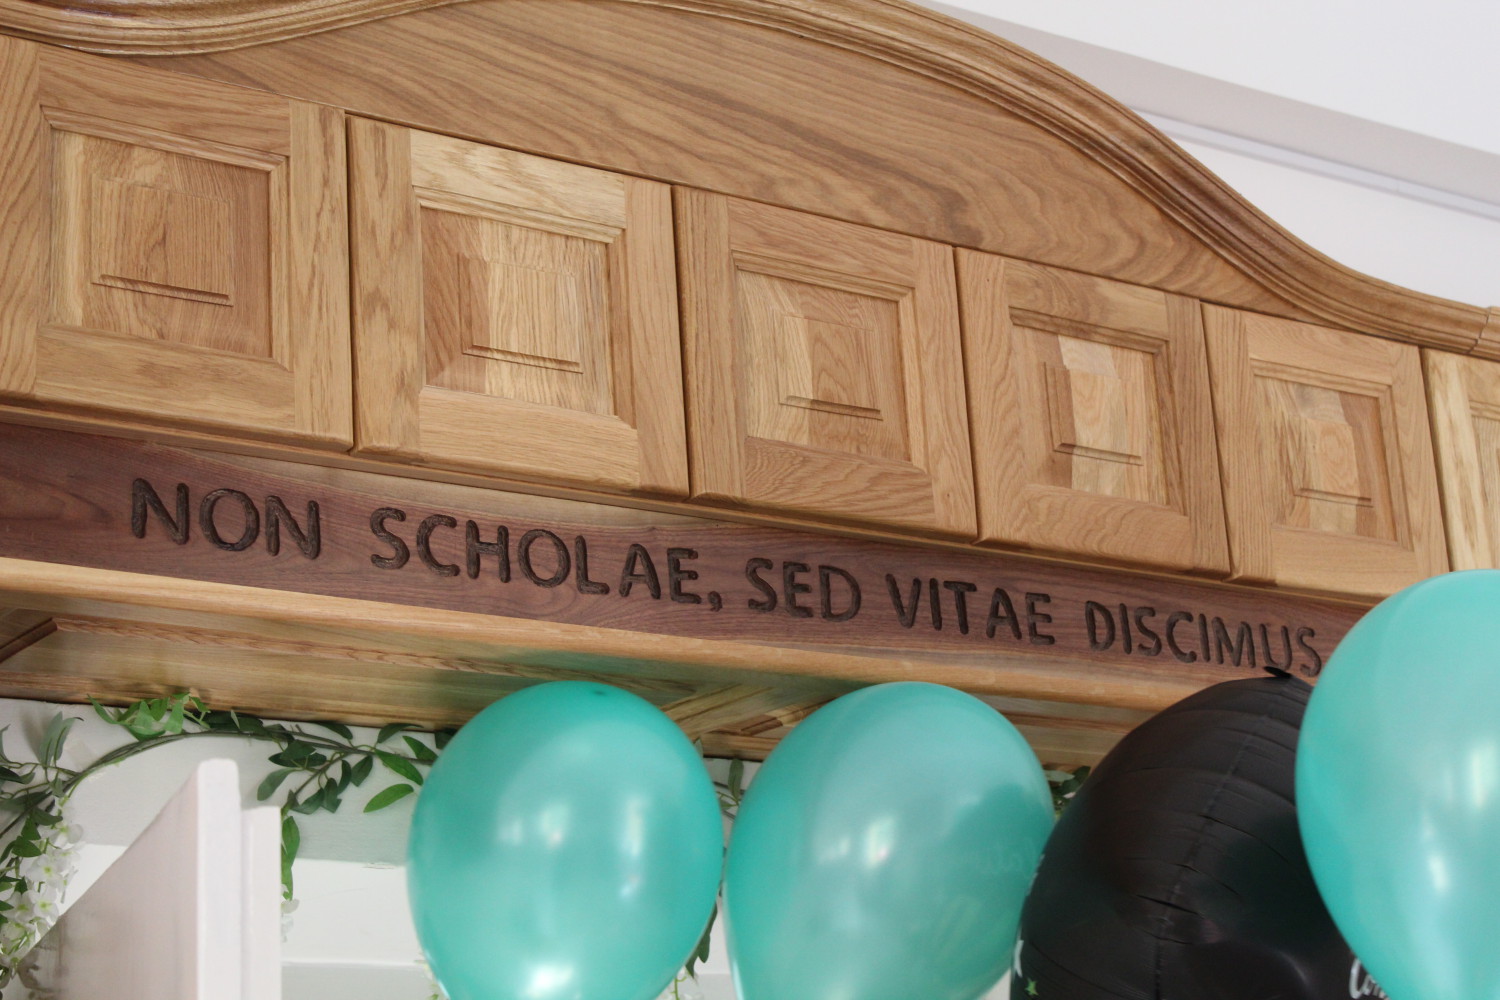 NON SCHOLAE, SED VITAE DISCIMUS